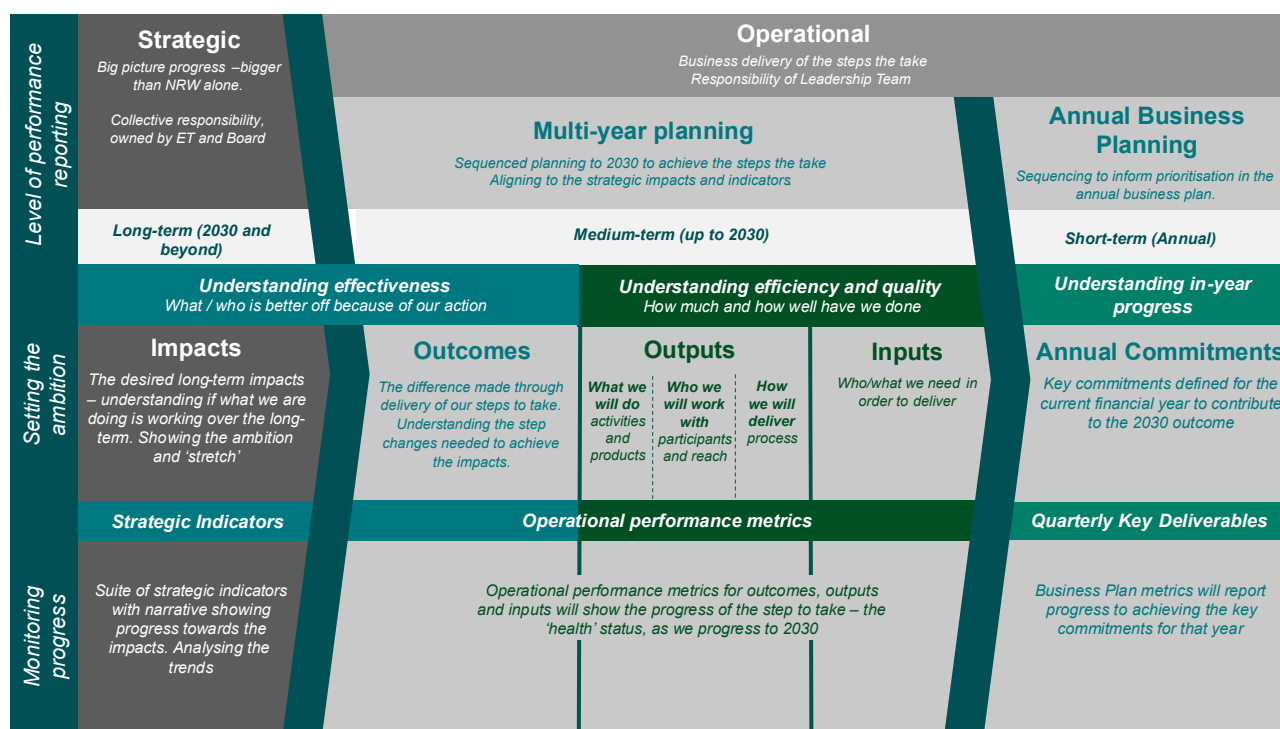 Level of performance
reporting
Strategic
Big picture progress –bigger
than NRW alone.
Collective responsibility,
owned by ET and Board
Operational
Business delivery of the steps the take
Responsibility of Leadership Team
Multi-year planning
Sequenced planning to 2030 to achieve the steps the take
Aligning to the strategic impacts and indicators.
Annual Business
Planning
Sequencing to inform prioritisation in the
annual business plan.
Long-term (2030 and
beyond)
Medium-term (up to 2030)
Short-term (Annual)
Understanding effectiveness
What / who is better off because of our action
Understanding efficiency and quality
How much and how well have we done
Understanding in-year
progress
Setting the
ambition
Impacts
The desired long-term impacts
– understanding if what we are
doing is working over the long-
term. Showing the ambition
and ‘stretch’
Outcomes
The difference made through
delivery of our steps to take.
Understanding the step
changes needed to achieve
the impacts.
Outputs
What we
will do
activities
and
products
Who we
will work
with
participants
and reach
How
we will
deliver
process
Inputs
Who/what we need in
order to deliver
Annual Commitments
Key commitments defined for the
current financial year to contribute
to the 2030 outcome
Strategic Indicators
Operational performance metrics
Quarterly Key Deliverables
Monitoring
progress
Suite of strategic indicators
with narrative showing
progress towards the
impacts. Analysing the
trends
Operational performance metrics for outcomes, outputs
and inputs will show the progress of the step to take – the
‘health’ status, as we progress to 2030
Business Plan metrics will report
progress to achieving the key
commitments for that year